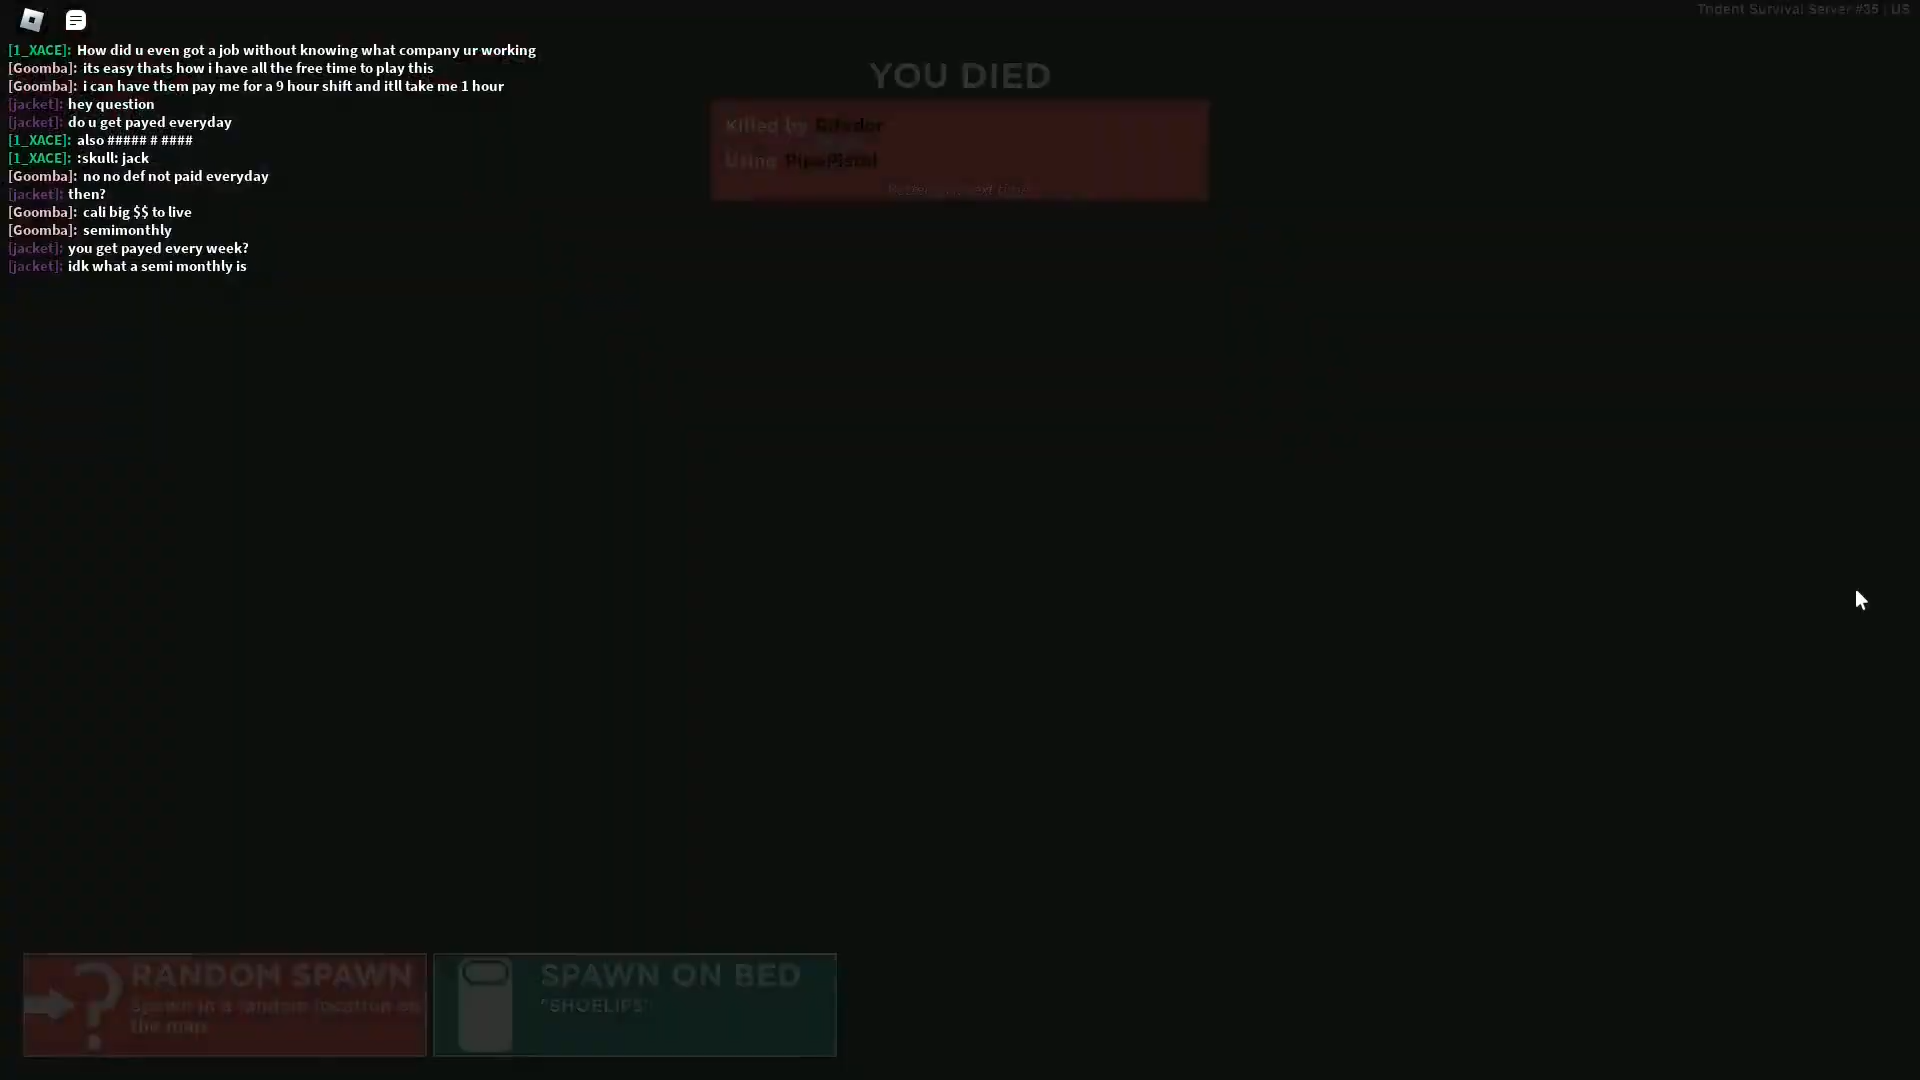 Trident Survival Server #35 | US
[1_XACE]: How did u even got a job without knowing what company ur working
[Goomba]: its easy thats how i have all the free time to play this
[Goomba]: i can have them pay me for a 9 hour shift and itll take me 1 hour
[jacket]: hey question
[jacket]: do u get payed everyday
[1_XACE]: also ##### # ####
[1_XACE]: :skull: jack
[Goomba]: no no def not paid everyday
[jacket]: then?
[Goomba]: cali big $$ to live
[Goomba]: semimonthly
[jacket]: you get payed every week?
[jacket]: idk what a semi monthly is
YOU DIED
Killed by
Using PipePistol
RANDOM SPAWN
Spawn in a random location on
the map
SPAWN ON BED
"SHOELIPS"